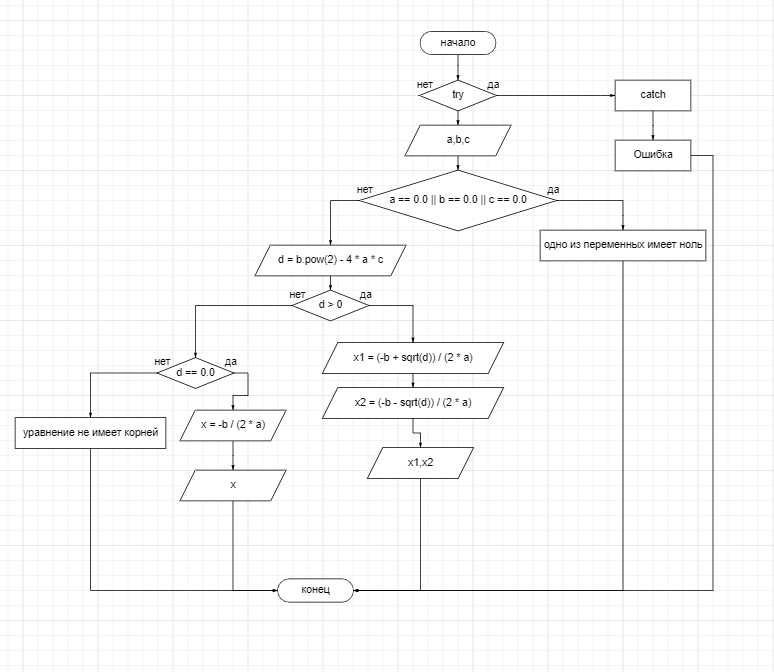 начало
нет
да
try
catch
a,b,c
Ошибка
нет
да
a == 0.0 || b == 0.0 || c == 0.0
одно из переменных имеет ноль
d = b.pow(2) - 4 * a * c
нет
да
d > 0
x1 = (-b + sqrt(d)) / (2 * a)
нет
да
d == 0.0
x2 = (-b - sqrt(d)) / (2 * a)
уравнение не имеет корней
x = -b / (2 * a)
x1,x2
x
конец